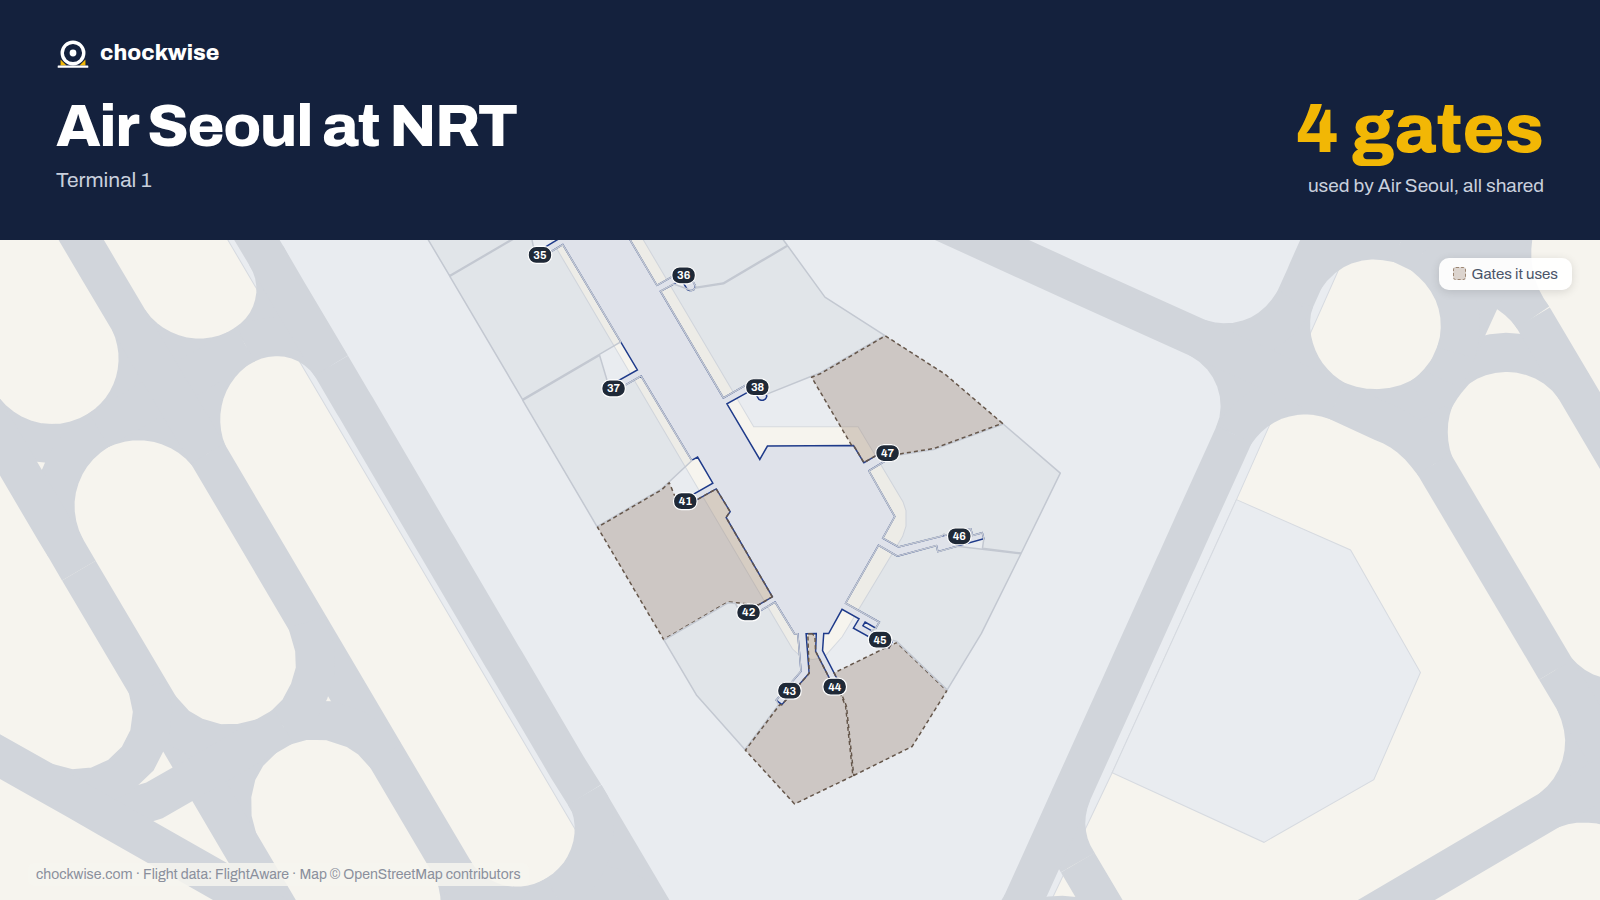 chockwise
Air Seoul at NRT
Terminal 1
4 gates
used by Air Seoul, all shared
Gates it uses
35
36
37
38
47
41
46
42
45
43
44
chockwise.com · Flight data: FlightAware · Map © OpenStreetMap contributors